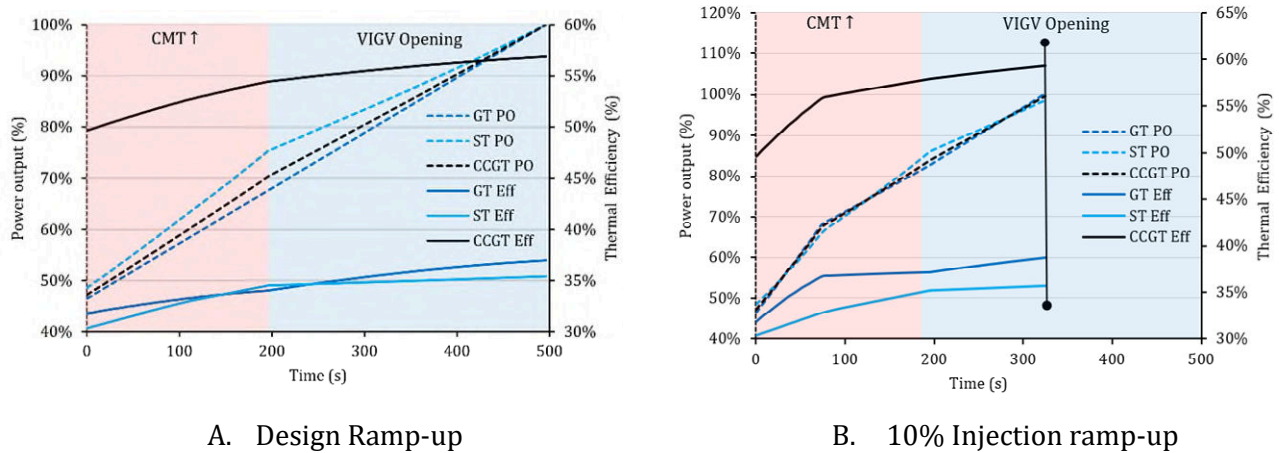 CMT ↑ VIGV Opening
Power output (%)
100%
90%
80%
70%
60%
50%
40%
60%
55%
50%
45%
40%
35%
30%
Thermal Efficiency (%)
GT PO
ST PO
CCGT PO
GT Eff
ST Eff
CCGT Eff
0 100 200 300 400 500
Time (s)
A. Design Ramp-up
CMT ↑ VIGV Opening
Power output (%)
120%
110%
100%
90%
80%
70%
60%
50%
40%
65%
60%
55%
50%
45%
40%
35%
30%
Thermal Efficiency (%)
GT PO
ST PO
CCGT PO
GT Eff
ST Eff
CCGT Eff
0 100 200 300 400 500
Time (s)
B. 10% Injection ramp-up